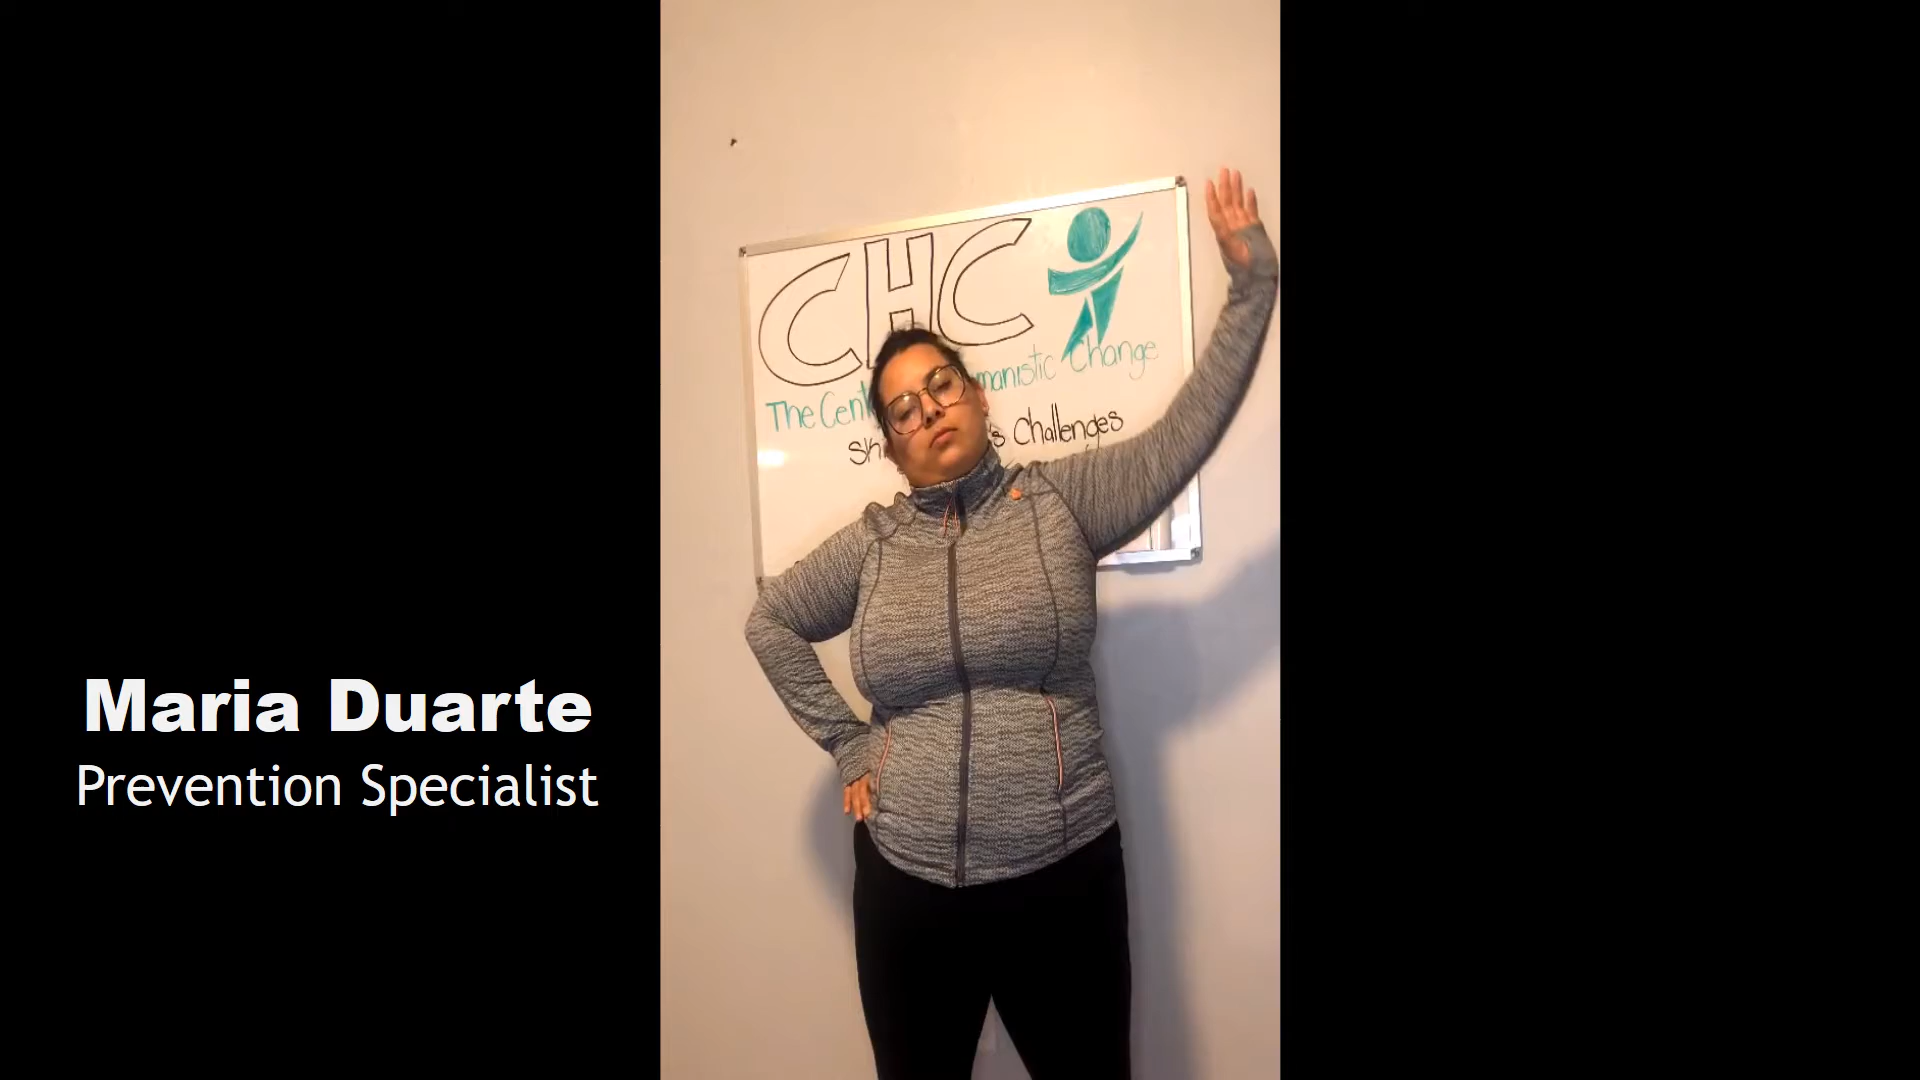 CHC
The Cent manistic Change
s Challenges
Maria Duarte
Prevention Specialist